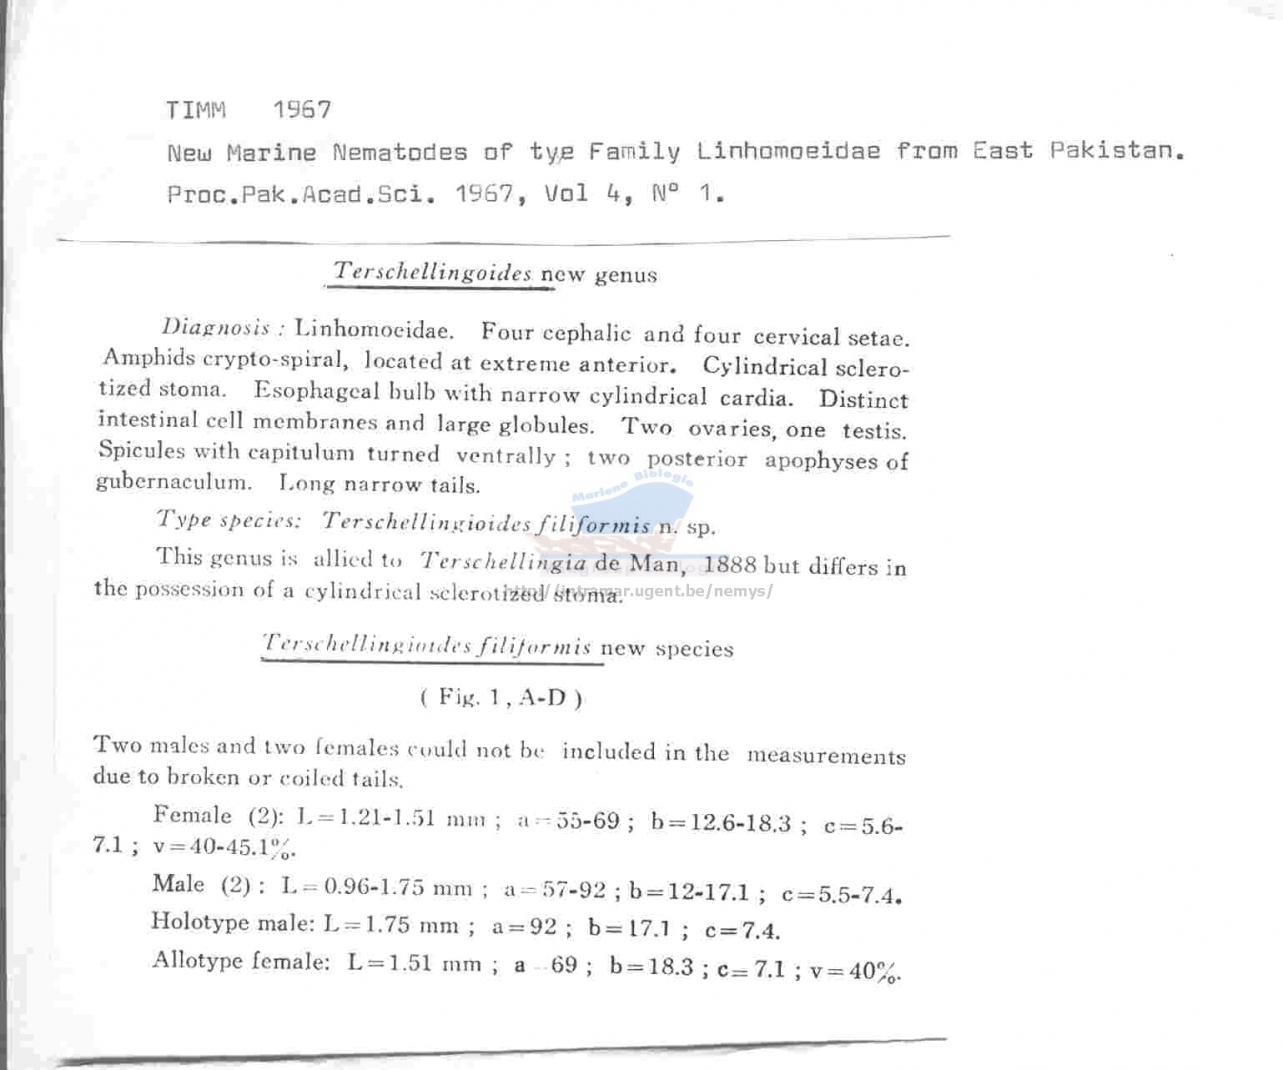 TIMM 1967
New Marine Nematodes of tye Family Linhomoeidae from East Pakistan.
Proc.Pak.Acad.Sci. 1967, Vol 4, Nº 1.
Terschellingoides new genus
Diagnosis : Linhomoeidae. Four cephalic and four cervical setae.
Amphids crypto-spiral, located at extreme anterior. Cylindrical sclero-
tized stoma. Esophageal bulb with narrow cylindrical cardia. Distinct
intestinal cell membranes and large globules. Two ovaries, one testis.
Spicules with capitulum turned ventrally ; two posterior apophyses of
gubernaculum. Long narrow tails.
Marine Biologie
Type species: Terschellingioides filiformis n. sp.
This genus is allied to Terschellingia de Man, 1888 but differs in
the possession of a cylindrical sclerotized stoma.
http://intramar.ugent.be/nemys/
Terschellingioides filiformis new species
( Fig. 1 , A-D )
Two males and two females could not be included in the measurements
due to broken or coiled tails.
Female (2): L=1.21-1.51 mm ; a=55-69 ; b=12.6-18.3 ; c=5.6-
7.1 ; v=40-45.1%.
Male (2) : L=0.96-1.75 mm ; a=57-92 ; b=12-17.1 ; c=5.5-7.4.
Holotype male: L=1.75 mm ; a=92 ; b=17.1 ; c=7.4.
Allotype female: L=1.51 mm ; a 69 ; b=18.3 ; c=7.1 ; v=40%.